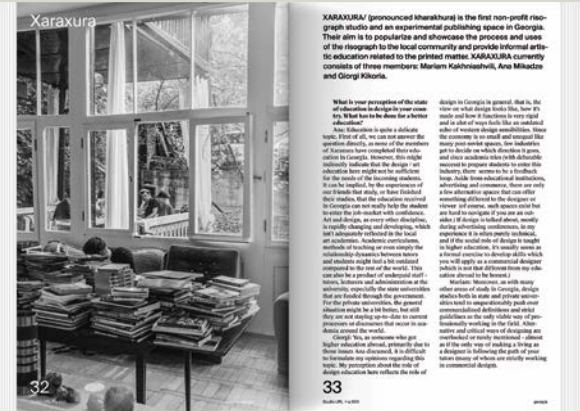 Xaraxura
32
XARAXURA/ (pronounced kharakhura) is the first non-profit riso-
graph studio and an experimental publishing space in Georgia.
Their aim is to popularize and showcase the process and uses
of the risograph to the local community and provide informal artis-
tic education related to the printed matter. XARAXURA currently
consists of three members: Mariam Kakhniashvili, Ana Mikadze
and Giorgi Kikoria.
What is your perception of the state
of education in design in your coun-
try. What has to be done for a better
education?
Ana: Education is quite a delicate
topic. First of all, we can not answer the
question directly, as none of the members
of Xaraxura have completed their edu-
cation in Georgia. However, this might
indirectly indicate that the design / art
education here might not be sufficient
for the needs of the incoming students.
It can be implied, by the experiences of
our friends that study, or have finished
their studies, that the education received
in Georgia can not really help the student
to enter the job-market with confidence.
Art and design, as every other discipline,
is rapidly changing and developing, which
isn't adequately reflected in the local
art academies. Academic curriculums,
methods of teaching or even simply the
relationship dynamics between tutors
and students might feel a bit outdated
compared to the rest of the world. This
can also be a product of underpaid staff -
tutors, lecturers and administration at the
university, especially the state universities
that are funded through the government.
For the private universities, the general
situation might be a bit better, but still
they are not staying up-to-date to current
processes or discourses that occur in aca-
demia around the world.
Giorgi: Yes, as someone who got
higher education abroad, primarily due to
those issues Ana discussed, it is difficult
to formulate my opinions regarding this
topic. My perception about the role of
design education here reflects the role of
design in Georgia in general, that is, the
view on what design looks like, how it's
made and how it functions is very rigid
and in alot of ways feels like an outdated
echo of western design sensibilities. Since
the economy is so small and unequal like
many post-soviet spaces, few industries
get to decide on which direction it goes,
and since academia tries (with debatable
success) to prepare students to enter this
industry, there seems to be a feedback
loop. Aside from educational institutions,
advertising and commerce, there are only
a few alternative spaces that can offer
something different to the designer or
viewer (of course, such spaces exist but
are hard to navigate if you are an out-
sider.) If design is talked about, mostly
during advertising conferences, in my
experience it is often purely technical,
and if the social role of design is taught
in higher education, it's usually seems as
a formal exercise to develop skills which
you will apply as a commercial designer
(which is not that different from my edu-
cation abroad to be honest.)
Mariam: Moreover, as with many
other areas of study in Georgia, design
studies both in state and private univer-
sities tend to unquestionably push over
commercialized definitions and strict
guidelines as the only viable way of pro-
fessionally working in the field. Alter-
native and critical ways of designing are
overlooked or rarely mentioned - almost
as if the only way of making a living as
a designer is following the path of your
tutors (many of whom are strictly working
in commercial design).
33